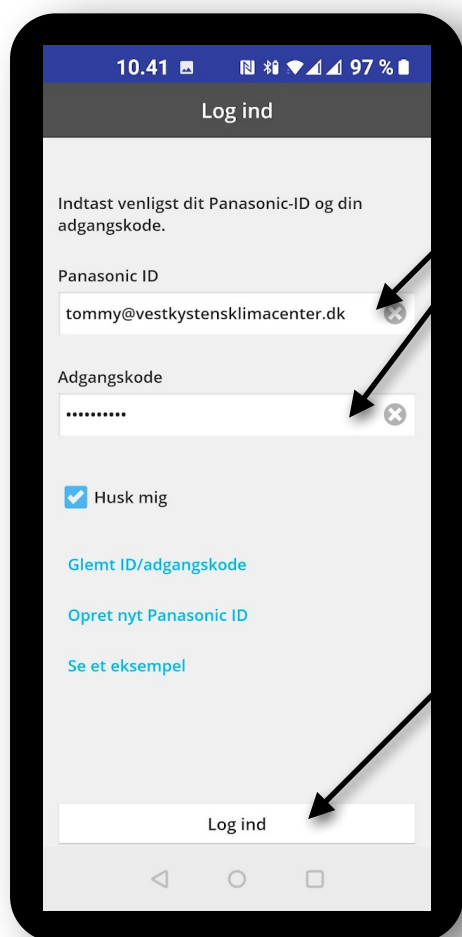 10.41 97 %
Log ind
Indtast venligst dit Panasonic-ID og din
adgangskode.
Panasonic ID
tommy@vestkystensklimacenter.dk
Adgangskode
••••••••••
Husk mig
Glemt ID/adgangskode
Opret nyt Panasonic ID
Se et eksempel
Log ind